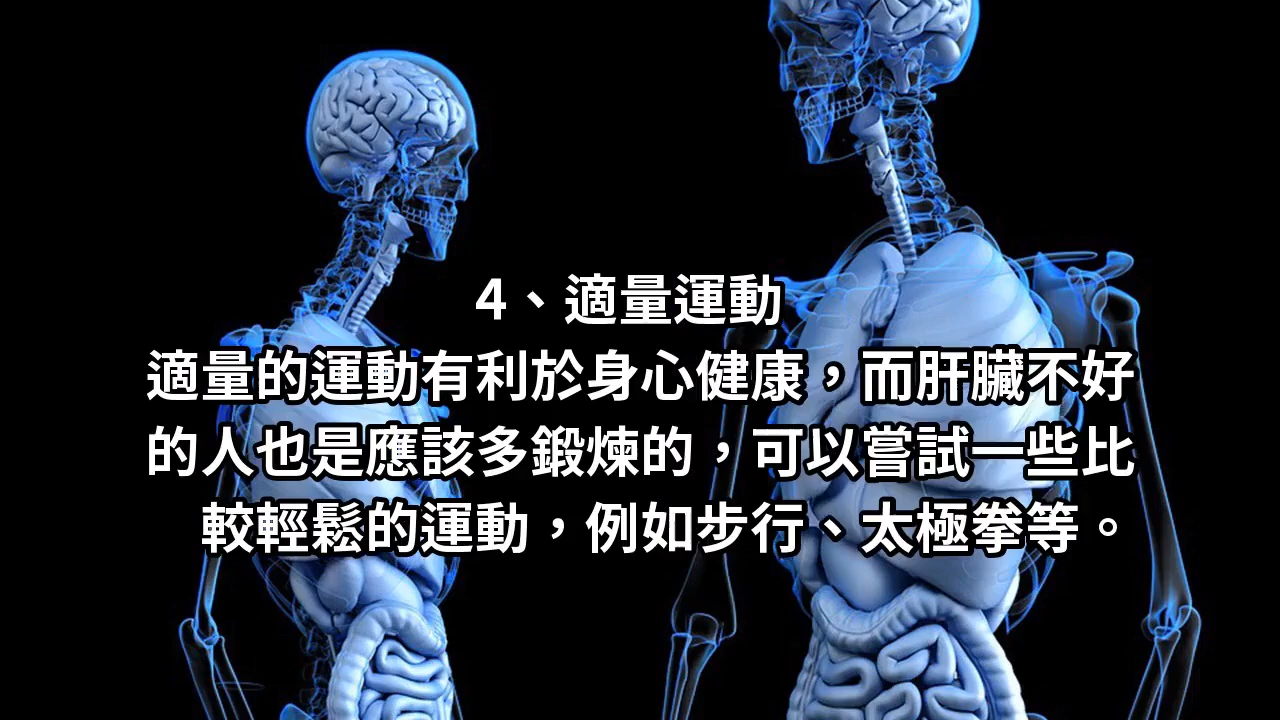 4、適量運動
適量的運動有利於身心健康，而肝臟不好
的人也是應該多鍛煉的，可以嘗試一些比
較輕鬆的運動，例如步行、太極拳等。